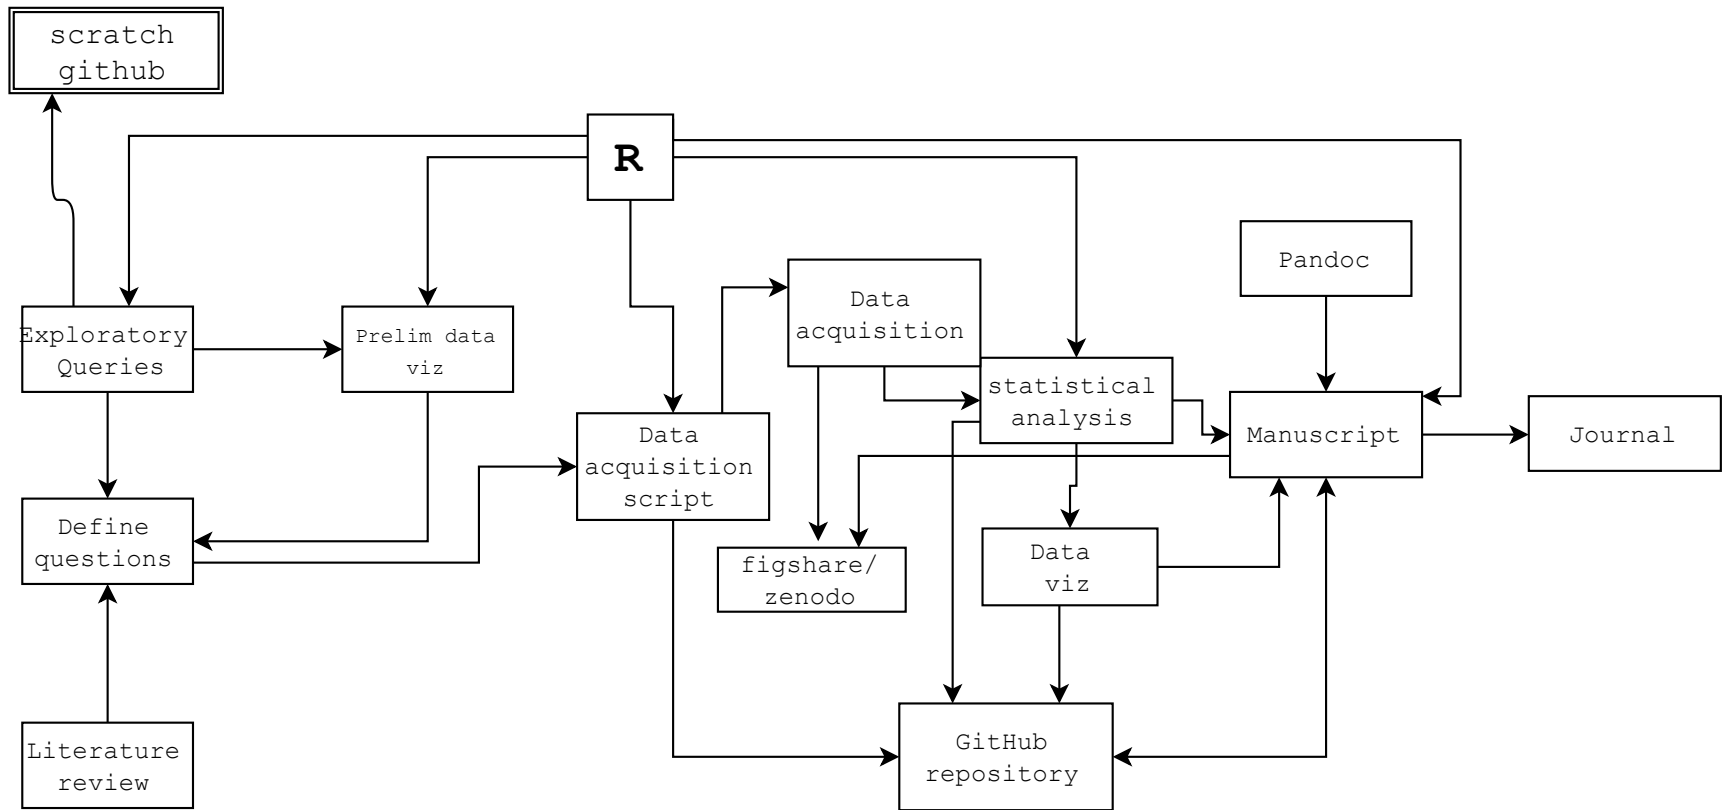 scratch
github
R
Pandoc
Data
acquisition
Exploratory
Queries
Prelim data
viz
statistical
analysis
Data
acquisition
script
Manuscript
Journal
Define
questions
figshare/
zenodo
Data
viz
Literature
review
GitHub
repository